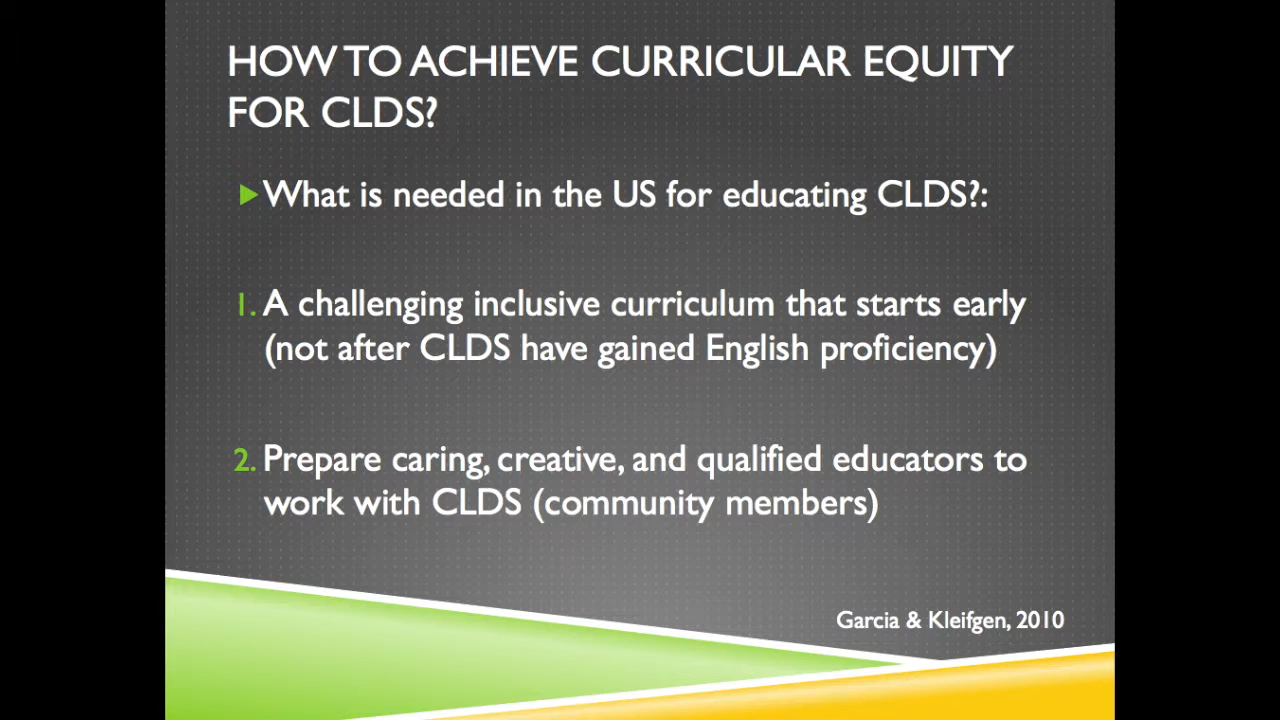 HOW TO ACHIEVE CURRICULAR EQUITY
FOR CLDS?
What is needed in the US for educating CLDS?:
1. A challenging inclusive curriculum that starts early
(not after CLDS have gained English proficiency)
2. Prepare caring, creative, and qualified educators to
work with CLDS (community members)
Garcia & Kleifgen, 2010